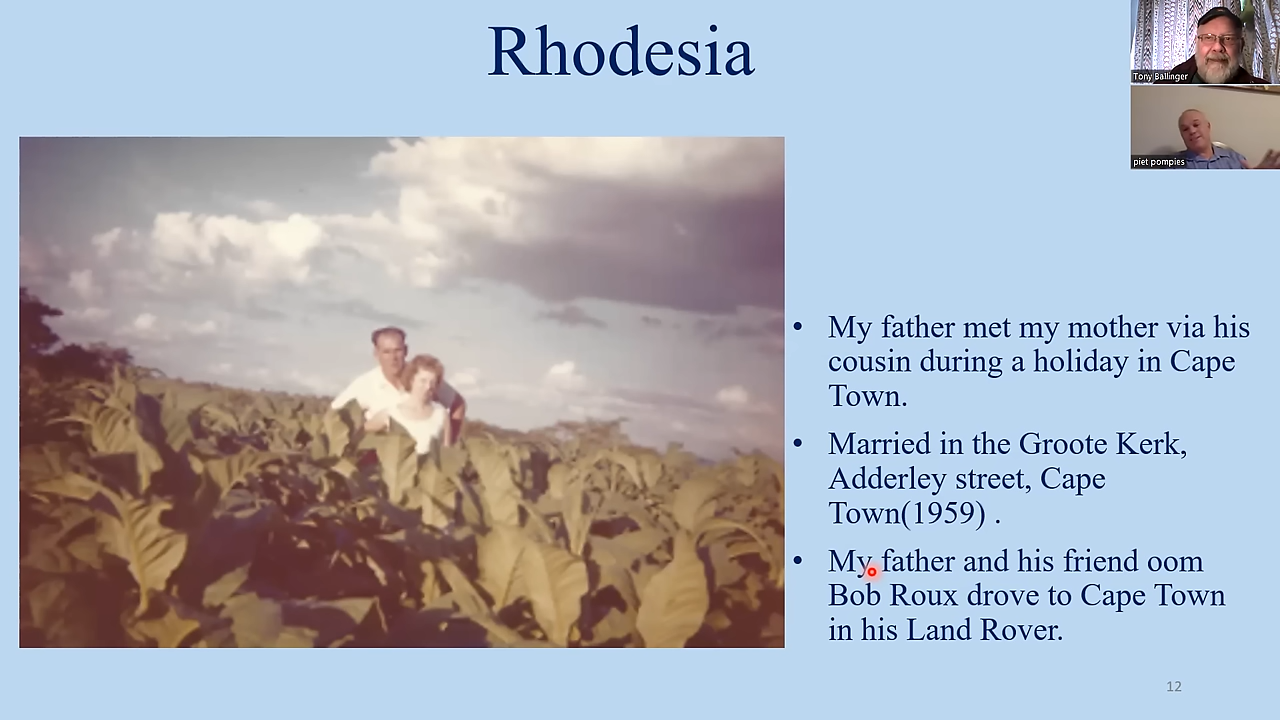 Rhodesia
Tony Ballinger
piet pompies
• My father met my mother via his
cousin during a holiday in Cape
Town.
• Married in the Groote Kerk,
Adderley street, Cape
Town(1959) .
• My father and his friend oom
Bob Roux drove to Cape Town
in his Land Rover.
12